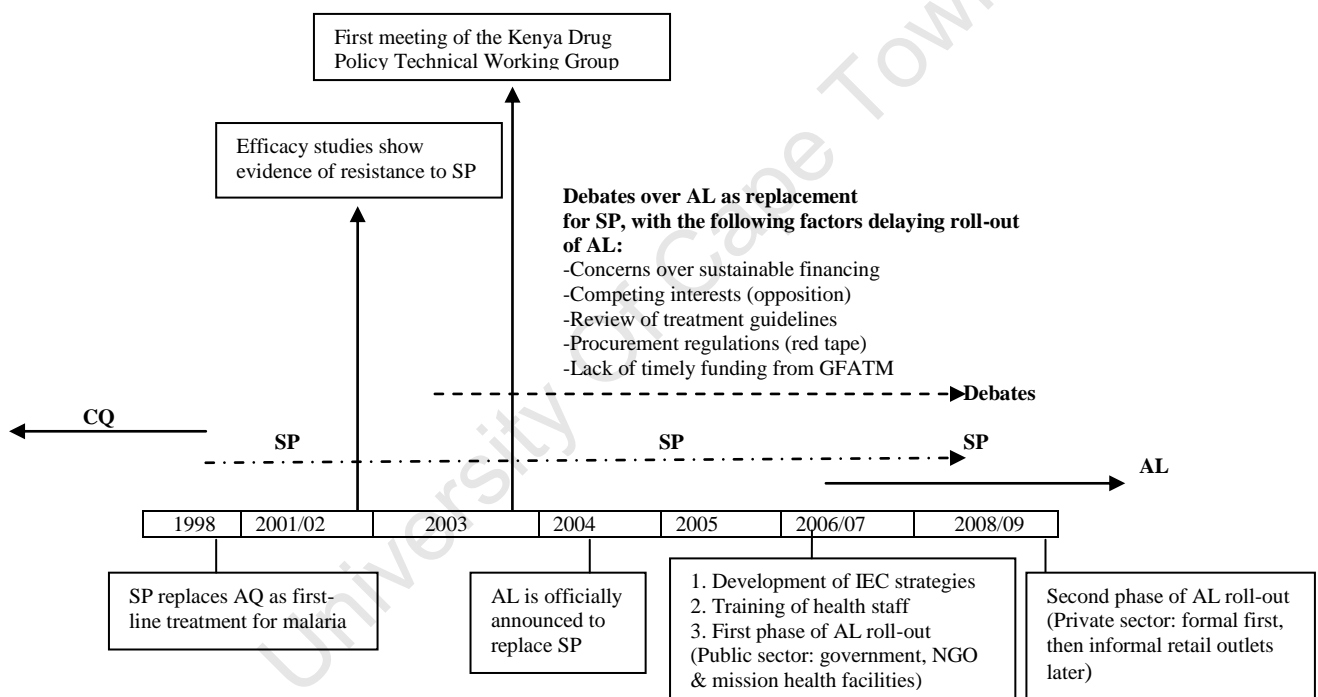 First meeting of the Kenya Drug
Policy Technical Working Group
Efficacy studies show
evidence of resistance to SP
Debates over AL as replacement
for SP, with the following factors delaying roll-out
of AL:
-Concerns over sustainable financing
-Competing interests (opposition)
-Review of treatment guidelines
-Procurement regulations (red tape)
-Lack of timely funding from GFATM
Debates
CQ
SP SP SP
AL
1998 2001/02 2003 2004 2005 2006/07 2008/09
SP replaces AQ as first-
line treatment for malaria
AL is officially
announced to
replace SP
1. Development of IEC strategies
2. Training of health staff
3. First phase of AL roll-out
(Public sector: government, NGO
& mission health facilities)
Second phase of AL roll-out
(Private sector: formal first,
then informal retail outlets
later)
University Of Cape Town